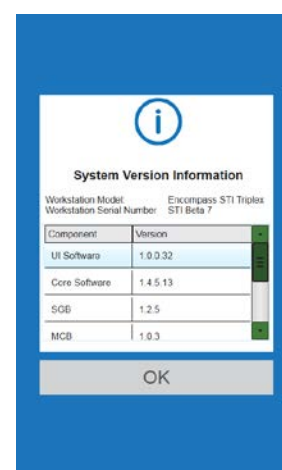 i
System Version Information
Workstation Model: Encompass STI Triplex
Workstation Serial Number STI Beta 7
Component Version
UI Software 1.0.0.32
Core Software 1.4.5.13
SGB 1.2.5
MCB 1.0.3
OK